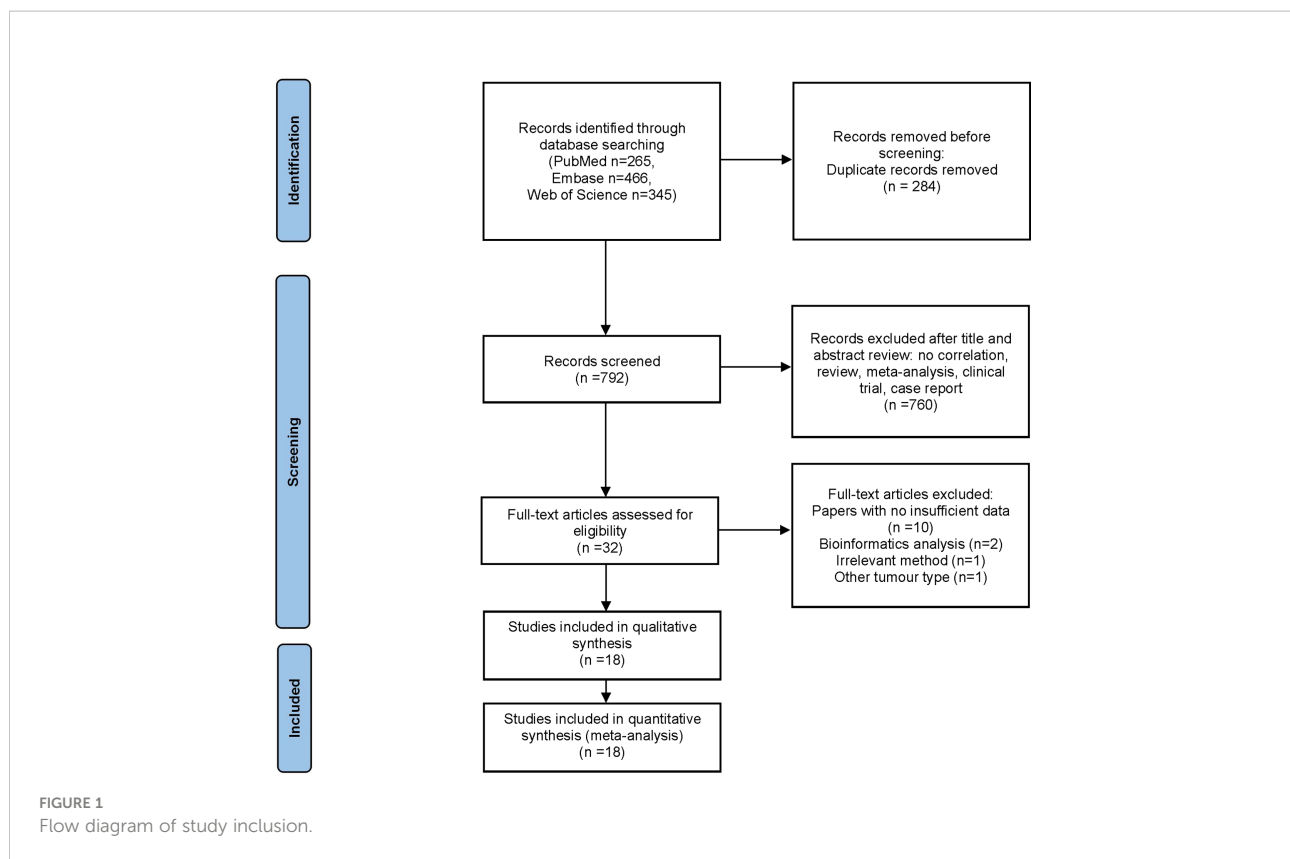 Identification
Records identified through
database searching
(PubMed n=265,
Embase n=466,
Web of Science n=345)
Records removed before
screening:
Duplicate records removed
(n = 284)
Screening
Records screened
(n =792)
Records excluded after title and
abstract review: no correlation,
review, meta-analysis, clinical
trial, case report
(n =760)
Full-text articles assessed for
eligibility
(n =32)
Full-text articles excluded:
Papers with no insufficient data
(n =10)
Bioinformatics analysis (n=2)
Irrelevant method (n=1)
Other tumour type (n=1)
Studies included in qualitative
synthesis
(n =18)
Included
Studies included in quantitative
synthesis (meta-analysis)
(n =18)
FIGURE 1
Flow diagram of study inclusion.